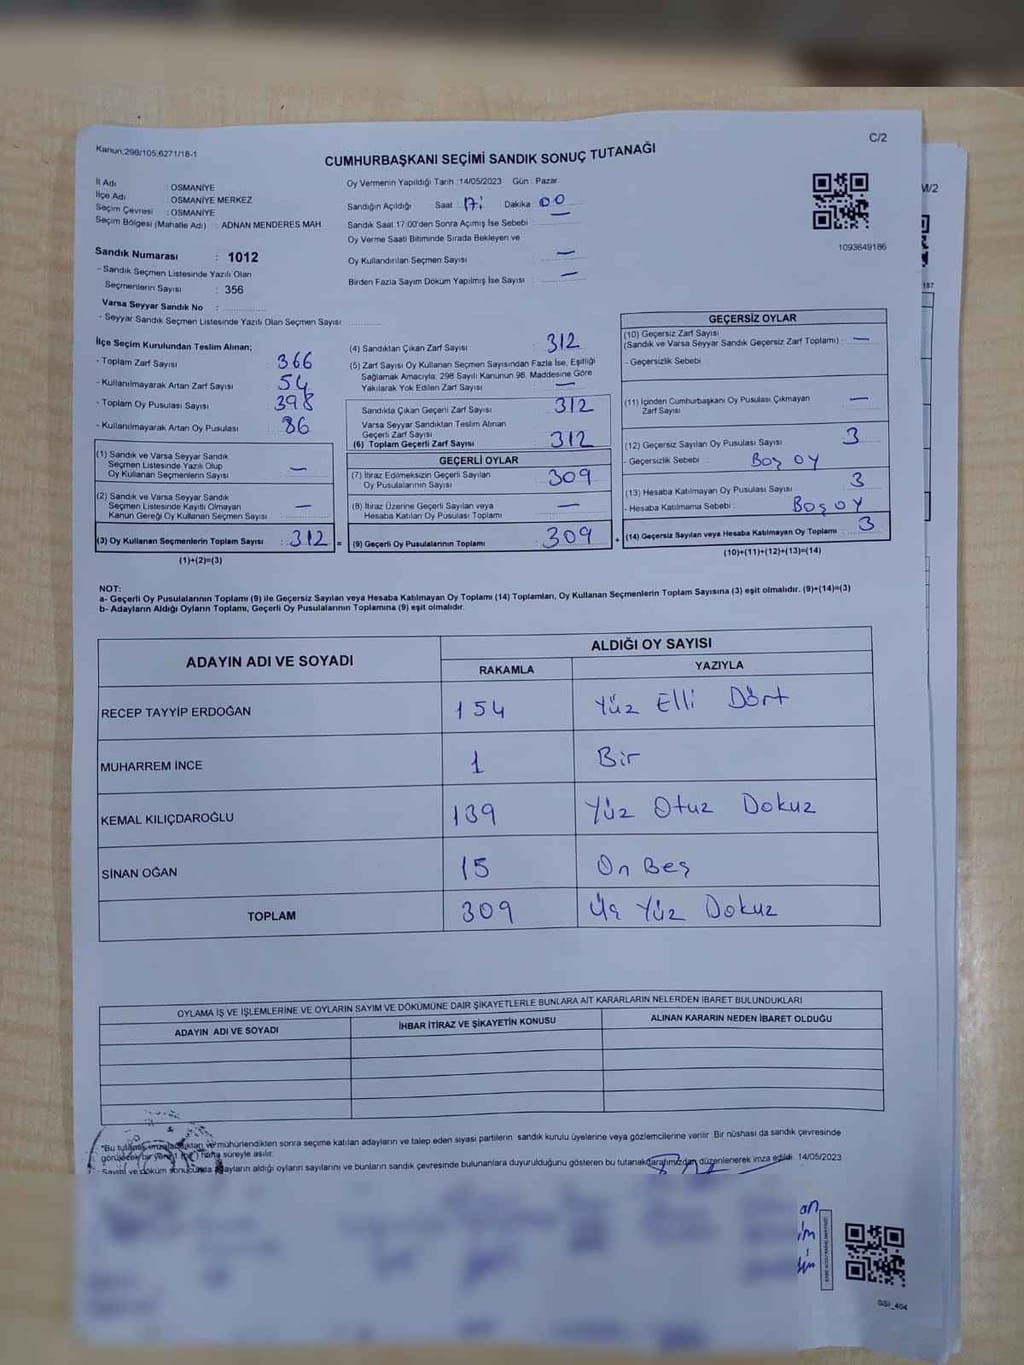 Kanun:298/105;6271/18-1
C/2
CUMHURBAŞKANI SEÇİMİ SANDIK SONUÇ TUTANAĞI
M/2
İl Adı : OSMANİYE
İlçe Adı : OSMANİYE MERKEZ
Seçim Çevresi : OSMANİYE
Seçim Bölgesi (Mahalle Adı) : ADNAN MENDERES MAH
Oy Vermenin Yapıldığı Tarih :14/05/2023 Gün : Pazar
Sandığın Açıldığı Saat : 17: Dakika : 00
Sandık Saat 17:00'den Sonra Açımış İse Sebebi : —
Oy Verme Saati Bitiminde Sırada Bekleyen ve
Oy Kullandırılan Seçmen Sayısı : —
Birden Fazla Sayım Döküm Yapılmış İse Sayısı : —
1093649186
187
Sandık Numarası : 1012
- Sandık Seçmen Listesinde Yazılı Olan
Seçmenlerin Sayısı : 356
Varsa Seyyar Sandık No :
- Seyyar Sandık Seçmen Listesinde Yazılı Olan Seçmen Sayısı :
İlçe Seçim Kurulundan Teslim Alınan;
- Toplam Zarf Sayısı : 366
- Kullanılmayarak Artan Zarf Sayısı : 54
- Toplam Oy Pusulası Sayısı : 398
- Kullanılmayarak Artan Oy Pusulası : 86
(1) Sandık ve Varsa Seyyar Sandık
Seçmen Listesinde Yazılı Olup
Oy Kullanan Seçmenlerin Sayısı : —
(2) Sandık ve Varsa Seyyar Sandık
Seçmen Listesinde Kayıtlı Olmayan
Kanun Gereği Oy Kullanan Seçmen Sayısı : —
(3) Oy Kullanan Seçmenlerin Toplam Sayısı : 312 =
(1)+(2)=(3)
(4) Sandıktan Çıkan Zarf Sayısı : 312
(5) Zarf Sayısı Oy Kullanan Seçmen Sayısından Fazla İse, Eşitliği
Sağlamak Amacıyla, 298 Sayılı Kanunun 98. Maddesine Göre
Yakılarak Yok Edilen Zarf Sayısı : —
Sandıkta Çıkan Geçerli Zarf Sayısı : 312
Varsa Seyyar Sandıktan Teslim Alınan
Geçerli Zarf Sayısı
(6) Toplam Geçerli Zarf Sayısı : 312
GEÇERLİ OYLAR
(7) İtiraz Edilmeksizin Geçerli Sayılan
Oy Pusulalarının Sayısı : 309
(8) İtiraz Üzerine Geçerli Sayılan veya
Hesaba Katılan Oy Pusulası Toplamı : —
(9) Geçerli Oy Pusulalarının Toplamı : 309 +
GEÇERSİZ OYLAR
(10) Geçersiz Zarf Sayısı
(Sandık ve Varsa Seyyar Sandık Geçersiz Zarf Toplamı) : —
- Geçersizlik Sebebi
(11) İçinden Cumhurbaşkanı Oy Pusulası Çıkmayan
Zarf Sayısı : —
(12) Geçersiz Sayılan Oy Pusulası Sayısı : 3
- Geçersizlik Sebebi : Boş oy
(13) Hesaba Katılmayan Oy Pusulası Sayısı : 3
- Hesaba Katılmama Sebebi : Boş oy
(14) Geçersiz Sayılan veya Hesaba Katılmayan Oy Toplamı : 3
(10)+(11)+(12)+(13)=(14)
NOT:
a- Geçerli Oy Pusulalarının Toplamı (9) ile Geçersiz Sayılan veya Hesaba Katılmayan Oy Toplamı (14) Toplamları, Oy Kullanan Seçmenlerin Toplam Sayısına (3) eşit olmalıdır. (9)+(14)=(3)
b- Adayların Aldığı Oyların Toplamı, Geçerli Oy Pusulalarının Toplamına (9) eşit olmalıdır.
ADAYIN ADI VE SOYADI ALDIĞI OY SAYISI
RAKAMLA YAZIYLA
RECEP TAYYİP ERDOĞAN 154 Yüz Elli Dört
MUHARREM İNCE 1 Bir
KEMAL KILIÇDAROĞLU 139 Yüz Otuz Dokuz
SİNAN OĞAN 15 On Beş
TOPLAM 309 Üç Yüz Dokuz
OYLAMA İŞ VE İŞLEMLERİNE VE OYLARIN SAYIM VE DÖKÜMÜNE DAİR ŞİKAYETLERLE BUNLARA AİT KARARLARIN NELERDEN İBARET BULUNDUKLARI
ADAYIN ADI VE SOYADI İHBAR İTİRAZ VE ŞİKAYETİN KONUSU ALINAN KARARIN NEDEN İBARET OLDUĞU
"Bu tutanak ve mühürlendikten sonra seçime katılan adayların ve talep eden siyasi partilerin sandık kurulu üyelerine veya gözlemcilerine verilir. Bir nüshası da sandık çevresinde
görülecek bir yere hafta süreyle asılır.
Sayım ve döküm sonucunda adayların aldığı oyların sayılarını ve bunların sandık çevresinde bulunanlara duyurulduğunu gösteren bu tutanak tarafımızdan düzenlenerek imza edildi. 14/05/2023
GSI_404